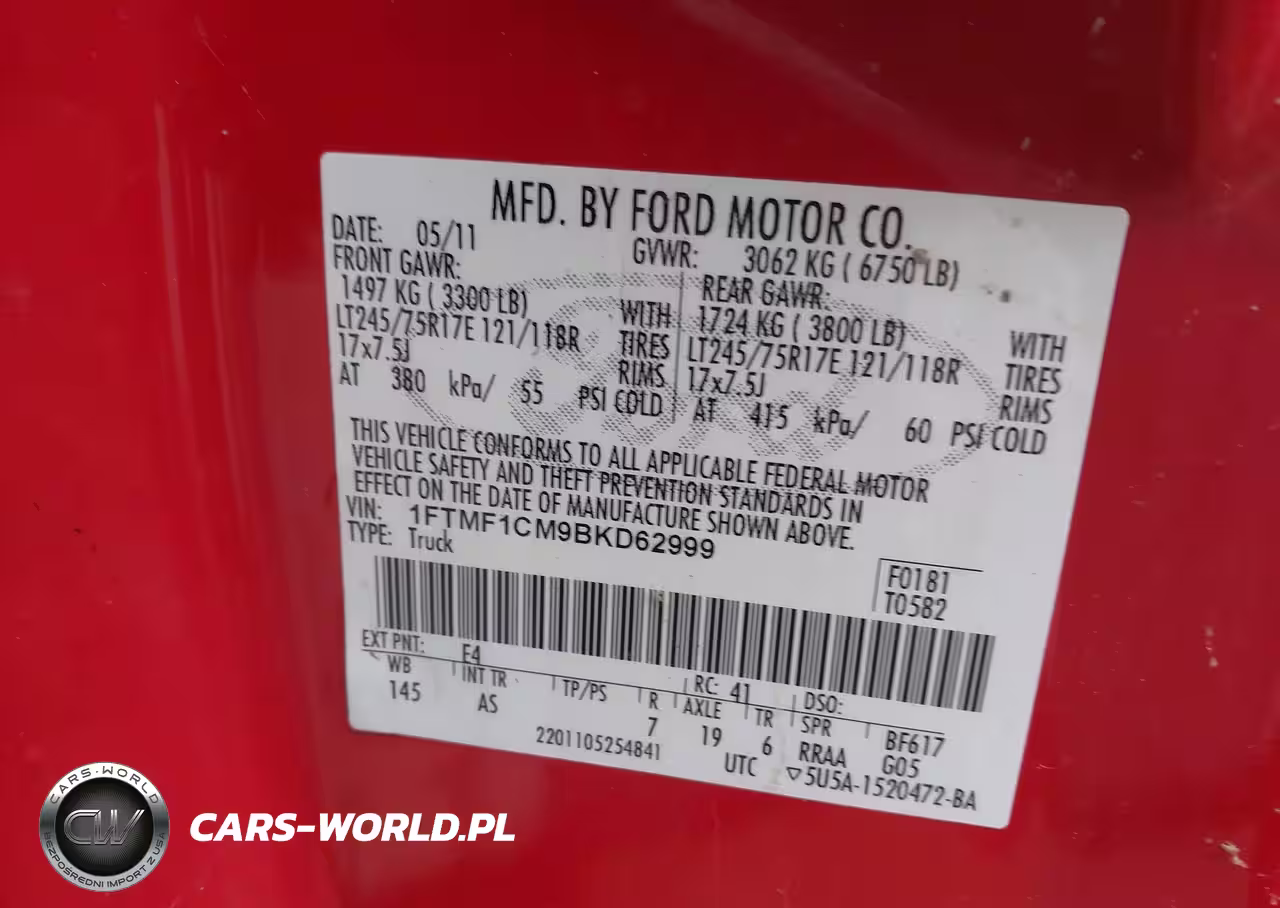 MFD. BY FORD MOTOR CO.
DATE: 05/11 GVWR: 3062 KG ( 6750 LB)
FRONT GAWR: REAR GAWR:
1497 KG ( 3300 LB) WITH 1724 KG ( 3800 LB) WITH
LT245/75R17E 121/118R TIRES LT245/75R17E 121/118R TIRES
17x7.5J RIMS 17x7.5J RIMS
AT 380 kPa/ 55 PSI COLD AT 415 kPa/ 60 PSI COLD
THIS VEHICLE CONFORMS TO ALL APPLICABLE FEDERAL MOTOR
VEHICLE SAFETY AND THEFT PREVENTION STANDARDS IN
EFFECT ON THE DATE OF MANUFACTURE SHOWN ABOVE.
VIN: 1FTMF1CM9BKD62999
TYPE: Truck
F0181
T0582
EXT PNT: F4 RC: 41 DSO:
WB INT TR TP/PS R AXLE TR SPR BF617
145 AS 7 19 6 RRAA G05
2201105254841 UTC ▽5U5A-1520472-BA
CARS-WORLD
CW
BEZPOŚREDNI IMPORT Z USA
CARS-WORLD.PL